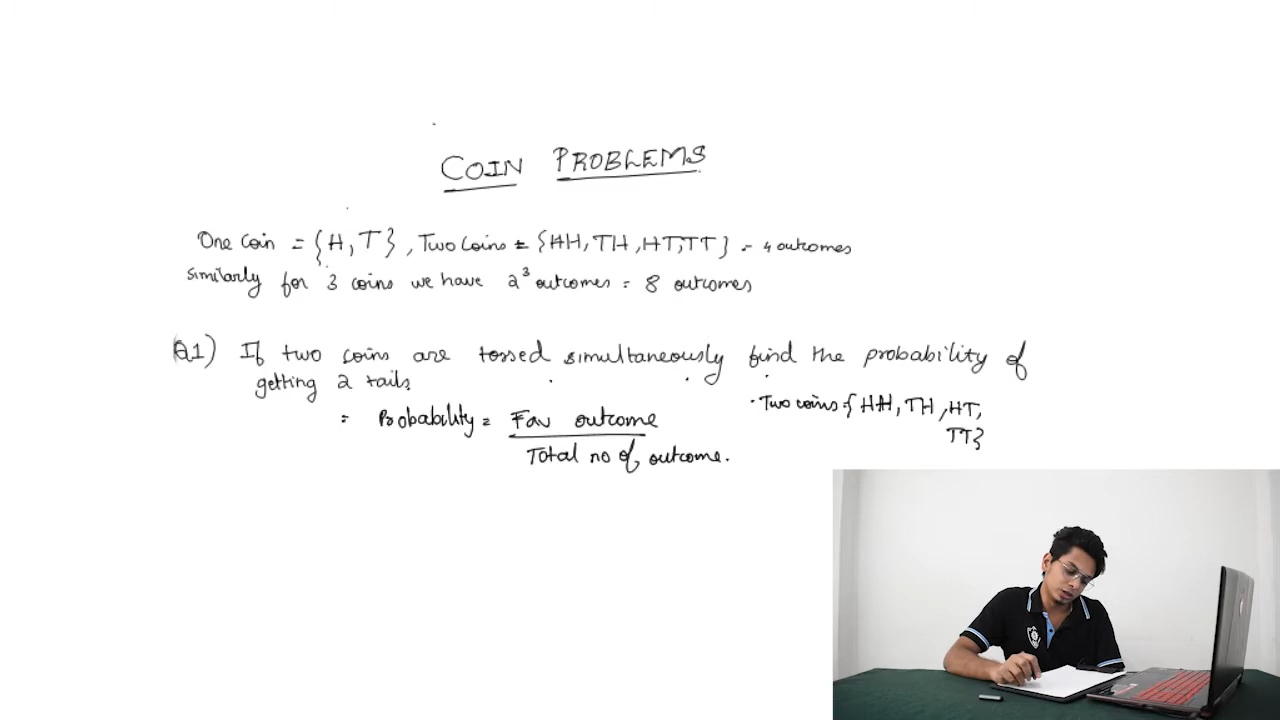 COIN PROBLEMS
One Coin = {H, T} , Two Coins = {HH, TH, HT, TT} = 4 outcomes
Similarly for 3 coins we have 2³ outcomes = 8 outcomes
Q1) If two coins are tossed simultaneously find the probability of
getting 2 tails.
= Probability = Fav outcome
Total no of outcome.
· Two coins = {HH, TH, HT,
TT}